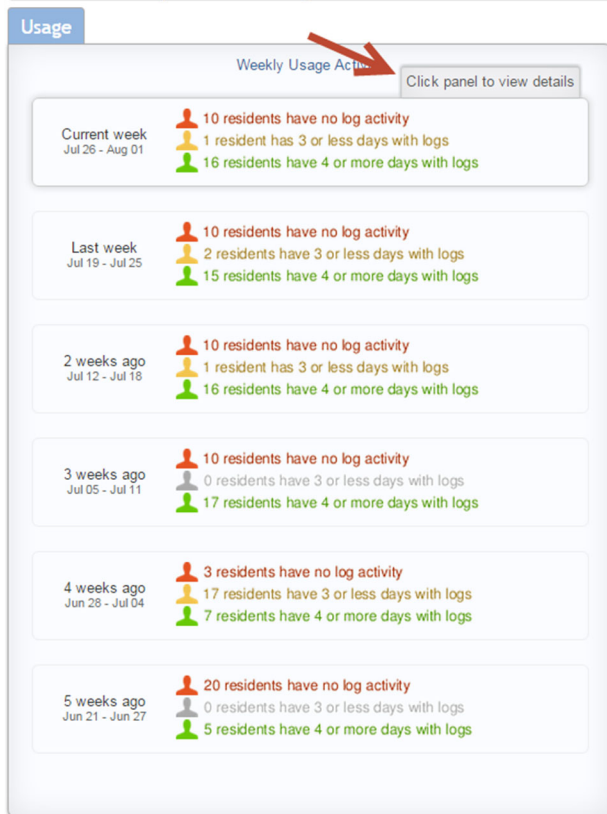 Usage
Weekly Usage Activ
Click panel to view details
Current week
Jul 26 - Aug 01
10 residents have no log activity
1 resident has 3 or less days with logs
16 residents have 4 or more days with logs
Last week
Jul 19 - Jul 25
10 residents have no log activity
2 residents have 3 or less days with logs
15 residents have 4 or more days with logs
2 weeks ago
Jul 12 - Jul 18
10 residents have no log activity
1 resident has 3 or less days with logs
16 residents have 4 or more days with logs
3 weeks ago
Jul 05 - Jul 11
10 residents have no log activity
0 residents have 3 or less days with logs
17 residents have 4 or more days with logs
4 weeks ago
Jun 28 - Jul 04
3 residents have no log activity
17 residents have 3 or less days with logs
7 residents have 4 or more days with logs
5 weeks ago
Jun 21 - Jun 27
20 residents have no log activity
0 residents have 3 or less days with logs
5 residents have 4 or more days with logs